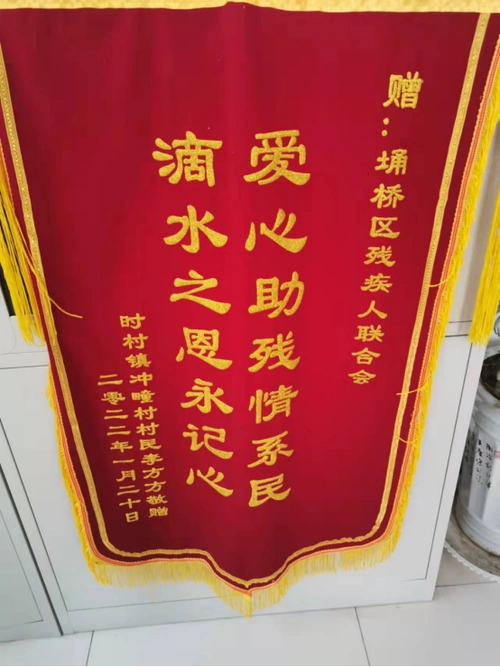 赠：埇桥区残疾人联合会
爱心助残情系民
滴水之恩永记心
时村镇冲疃村村民李方方敬赠
二零二二年一月二十日